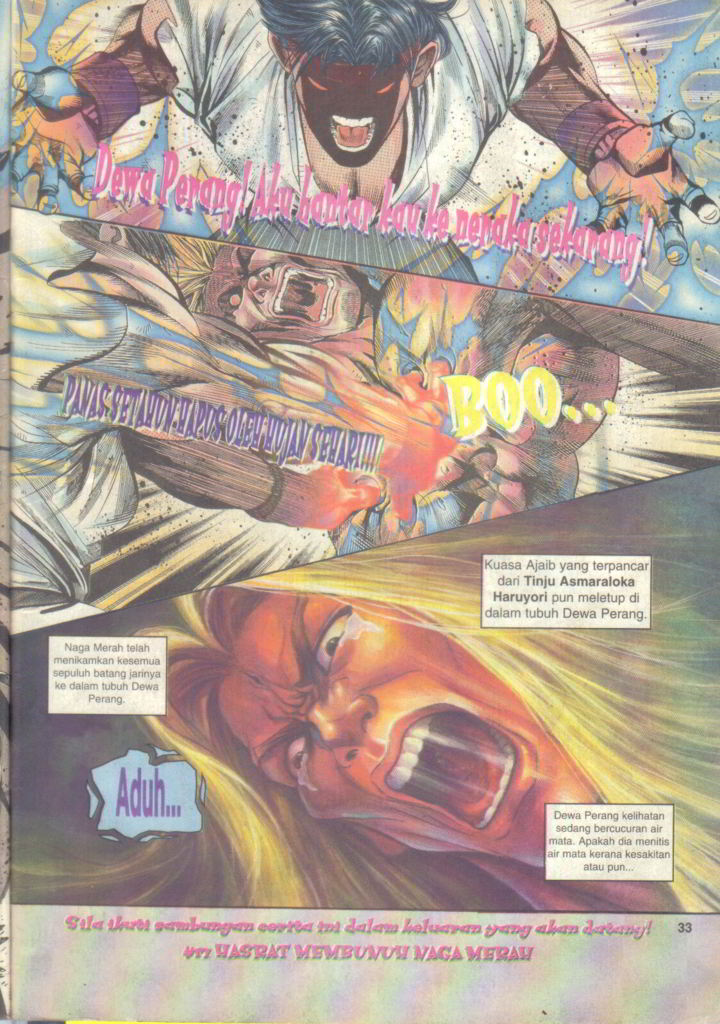 Dewa Perang! Aku hantar kau ke neraka sekarang!
PANAS SETAHUN HAPUS OLEH HUJAN SEHARI!!!
BOO...
Kuasa Ajaib yang terpancar
dari Tinju Asmaraloka
Haruyori pun meletup di
dalam tubuh Dewa Perang.
Naga Merah telah
menikamkan kesemua
sepuluh batang jarinya
ke dalam tubuh Dewa
Perang.
Aduh...
Dewa Perang kelihatan
sedang bercucuran air
mata. Apakah dia menitis
air mata kerana kesakitan
atau pun...
Sila ikuti sambungan cerita ini dalam keluaran yang akan datang!
33
HASRAT MEMBUNUH NAGA MERAH